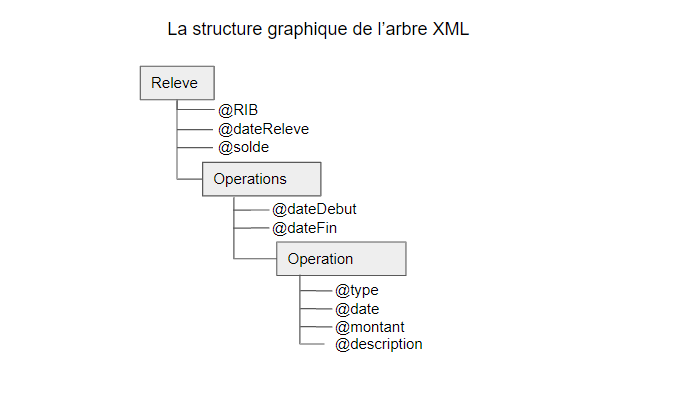 La structure graphique de l’arbre XML
Releve
@RIB
@dateReleve
@solde
Operations
@dateDebut
@dateFin
Operation
@type
@date
@montant
@description